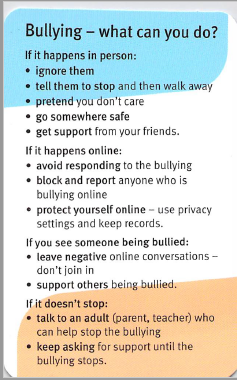 Bullying – what can you do?
If it happens in person:
• ignore them
• tell them to stop and then walk away
• pretend you don't care
• go somewhere safe
• get support from your friends.
If it happens online:
• avoid responding to the bullying
• block and report anyone who is
bullying online
• protect yourself online – use privacy
settings and keep records.
If you see someone being bullied:
• leave negative online conversations –
don't join in
• support others being bullied.
If it doesn't stop:
• talk to an adult (parent, teacher) who
can help stop the bullying
• keep asking for support until the
bullying stops.